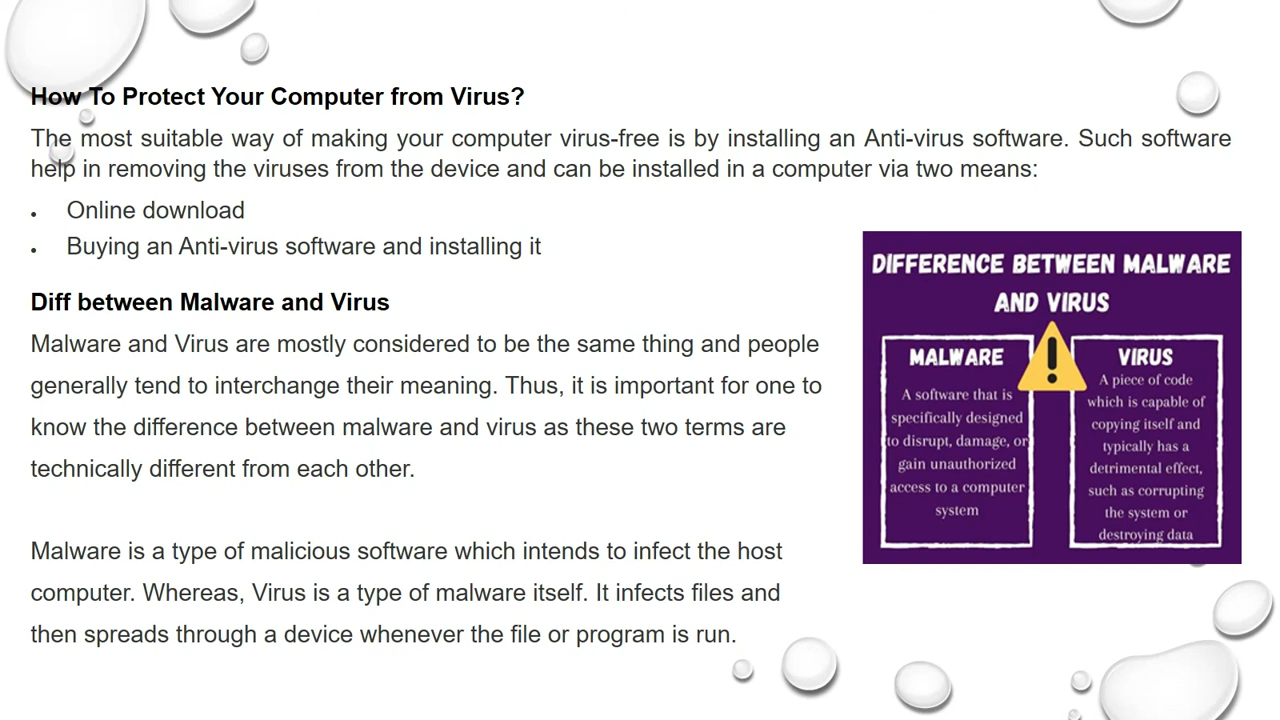 How To Protect Your Computer from Virus?
The most suitable way of making your computer virus-free is by installing an Anti-virus software. Such software
help in removing the viruses from the device and can be installed in a computer via two means:
• Online download
• Buying an Anti-virus software and installing it
Diff between Malware and Virus
Malware and Virus are mostly considered to be the same thing and people
generally tend to interchange their meaning. Thus, it is important for one to
know the difference between malware and virus as these two terms are
technically different from each other.
Malware is a type of malicious software which intends to infect the host
computer. Whereas, Virus is a type of malware itself. It infects files and
then spreads through a device whenever the file or program is run.
DIFFERENCE BETWEEN MALWARE
AND VIRUS
MALWARE
A software that is
specifically designed
to disrupt, damage, or
gain unauthorized
access to a computer
system
VIRUS
A piece of code
which is capable of
copying itself and
typically has a
detrimental effect,
such as corrupting
the system or
destroying data